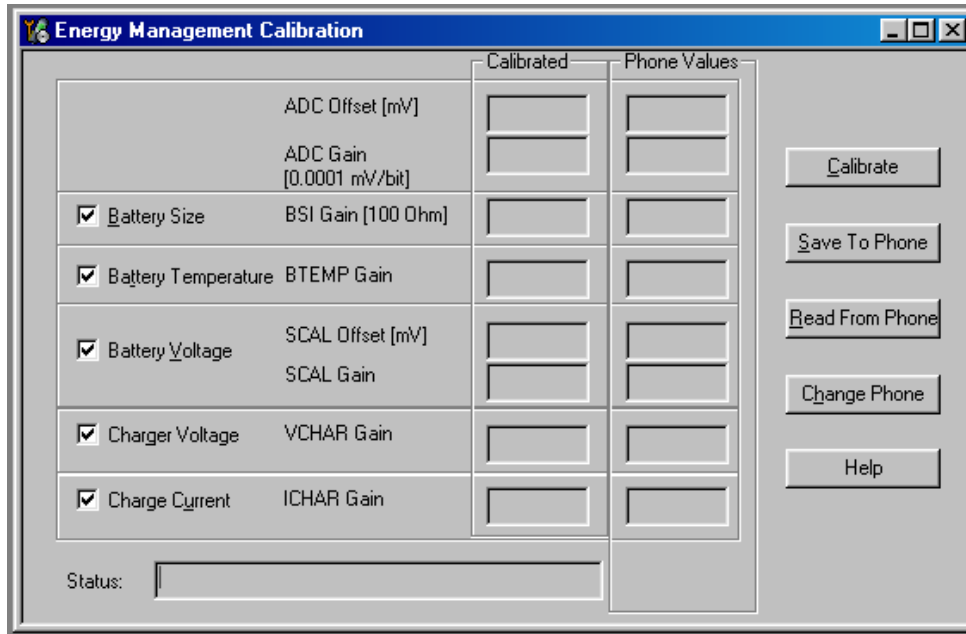 Energy Management Calibration
Calibrated Phone Values
ADC Offset [mV]
ADC Gain
[0.0001 mV/bit]
Calibrate
Battery Size BSI Gain [100 Ohm]
Save To Phone
Battery Temperature BTEMP Gain
Read From Phone
SCAL Offset [mV]
Battery Voltage
SCAL Gain
Change Phone
Charger Voltage VCHAR Gain
Help
Charge Current ICHAR Gain
Status: